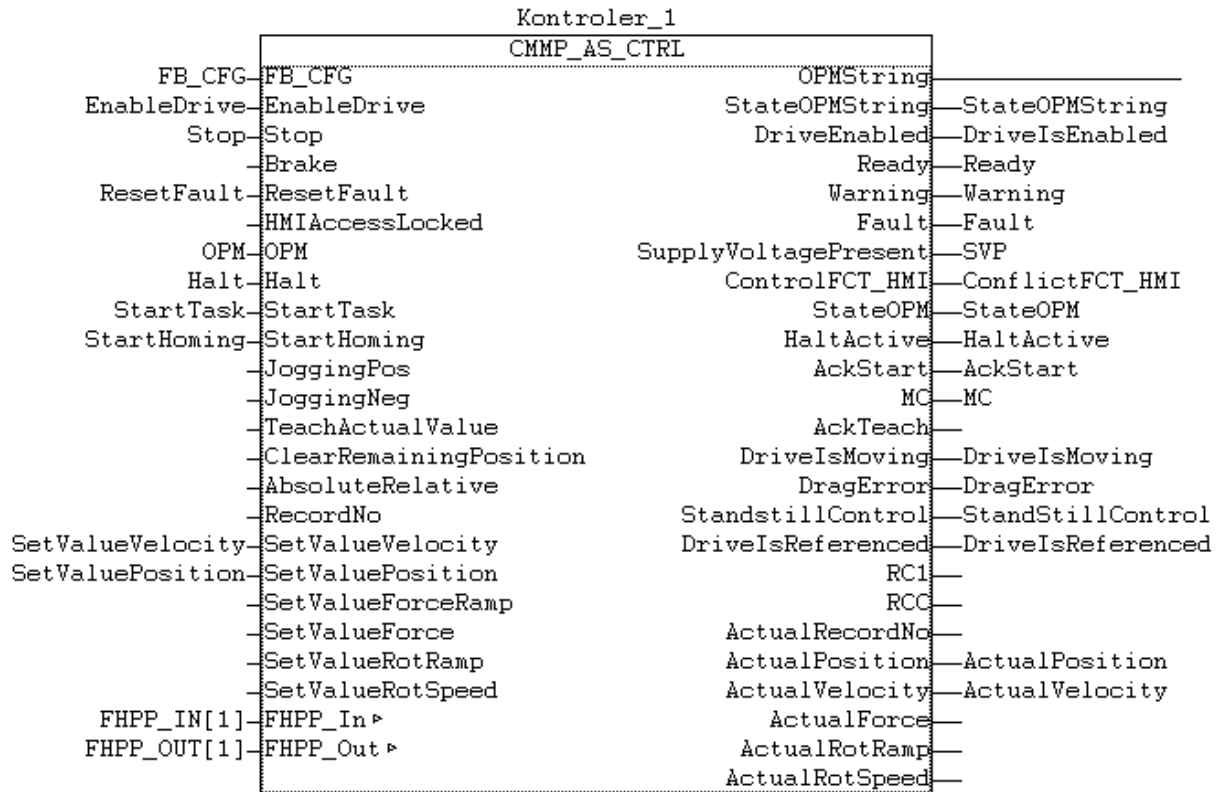 Kontroler_1
CMMP_AS_CTRL
FB_CFG FB_CFG OPMString
EnableDrive EnableDrive StateOPMString StateOPMString
Stop Stop DriveEnabled DriveIsEnabled
Brake Ready Ready
ResetFault ResetFault Warning Warning
HMIAccessLocked Fault Fault
OPM OPM SupplyVoltagePresent SVP
Halt Halt ControlFCT_HMI ConflictFCT_HMI
StartTask StartTask StateOPM StateOPM
StartHoming StartHoming HaltActive HaltActive
JoggingPos AckStart AckStart
JoggingNeg MC MC
TeachActualValue AckTeach
ClearRemainingPosition DriveIsMoving DriveIsMoving
AbsoluteRelative DragError DragError
RecordNo StandstillControl StandStillControl
SetValueVelocity SetValueVelocity DriveIsReferenced DriveIsReferenced
SetValuePosition SetValuePosition RC1
SetValueForceRamp RCC
SetValueForce ActualRecordNo
SetValueRotRamp ActualPosition ActualPosition
SetValueRotSpeed ActualVelocity ActualVelocity
FHPP_IN[1] FHPP_In ActualForce
FHPP_OUT[1] FHPP_Out ActualRotRamp
ActualRotSpeed